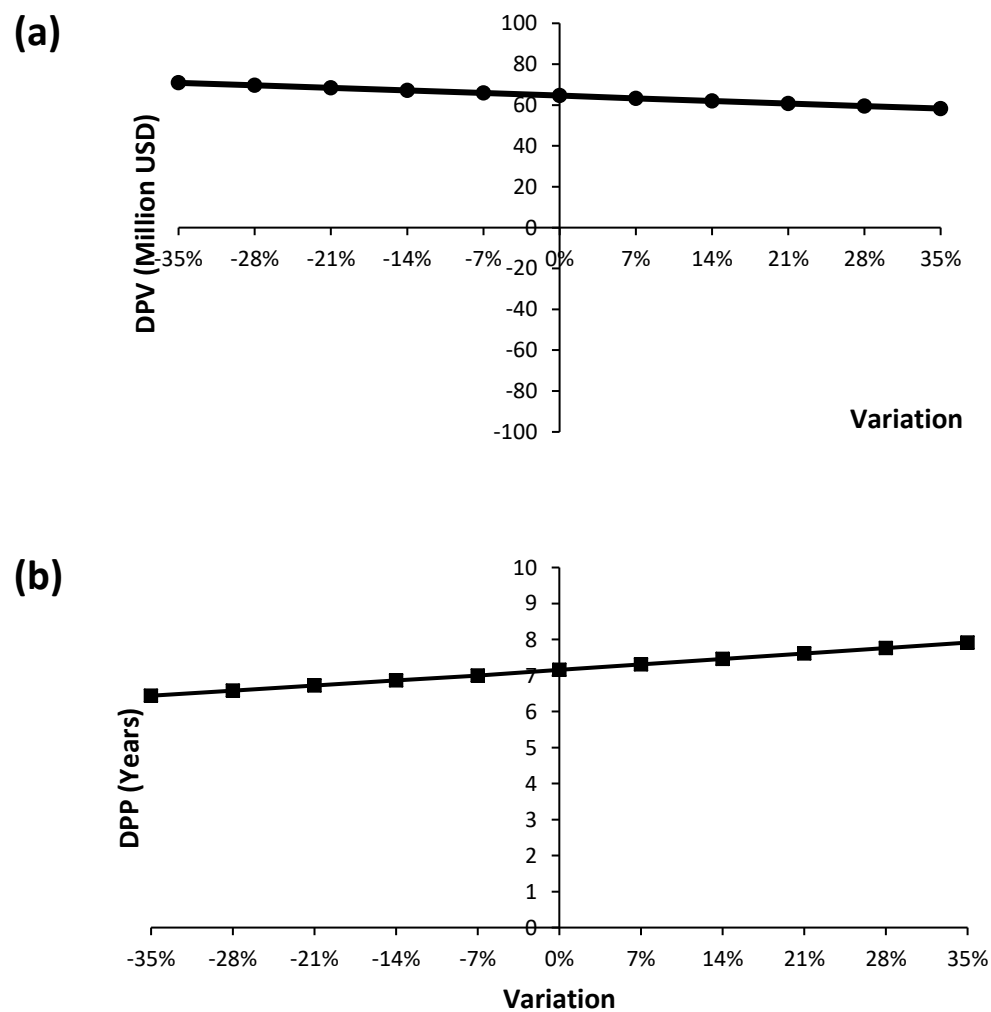 (a)
DPV (Million USD)
100
80
60
40
20
0
-35% -28% -21% -14% -7% 0% 7% 14% 21% 28% 35%
-20
-40
-60
-80
-100
Variation
(b)
DPP (Years)
10
9
8
7
6
5
4
3
2
1
0
-35% -28% -21% -14% -7% 0% 7% 14% 21% 28% 35%
Variation